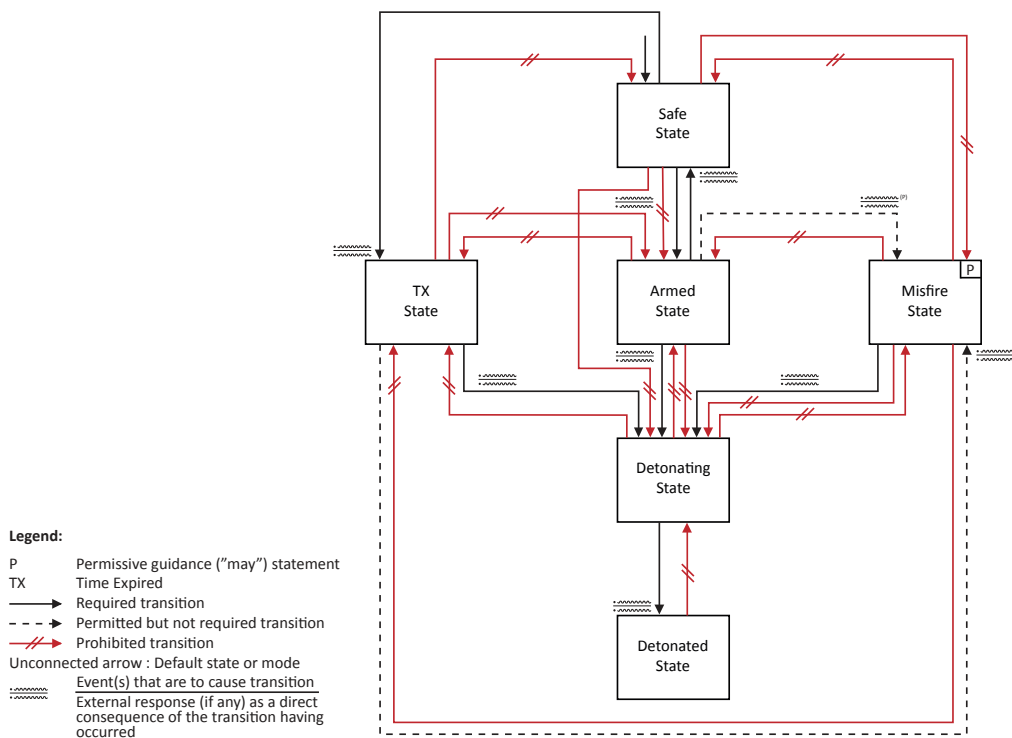 Safe
State
(P)
P
TX
State
Armed
State
Misfire
State
Detonating
State
Detonated
State
Legend:
P Permissive guidance (”may”) statement
TX Time Expired
Required transition
Permitted but not required transition
Prohibited transition
Unconnected arrow : Default state or mode
Event(s) that are to cause transition
External response (if any) as a direct
consequence of the transition having
occurred